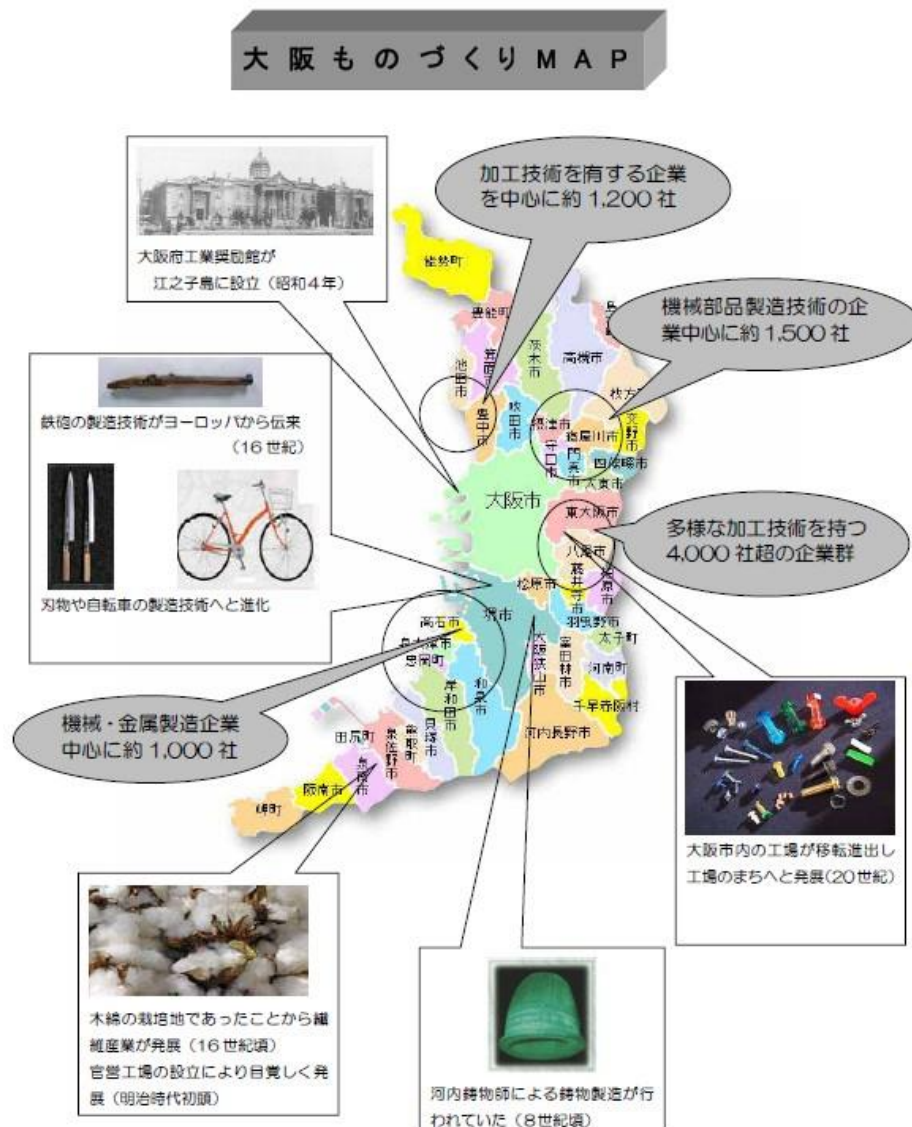 大阪ものづくりMAP
加工技術を有する企業
を中心に約1,200社
大阪府工業奨励館が
江之子島に設立（昭和4年）
機械部品製造技術の企
業中心に約1,500社
鉄砲の製造技術がヨーロッパから伝来
（16世紀）
刃物や自転車の製造技術へと進化
多様な加工技術を持つ
4,000社超の企業群
機械・金属製造企業
中心に約1,000社
大阪市内の工場が移転進出し
工場のまちへと発展（20世紀）
木綿の栽培地であったことから繊
維産業が発展（16世紀頃）
官営工場の設立により目覚しく発
展（明治時代初頭）
河内鋳物師による鋳物製造が行
われていた（8世紀頃）
能勢町
豊能町
池田市
箕面市
茨木市
高槻市
豊中市
吹田市
摂津市
枚方
交野市
寝屋川市
守口市
門真市
四條畷市
大東市
大阪市
東大阪市
八尾市
松原市
藤井寺市
柏原市
羽曳野市
堺市
高石市
泉大津市
忠岡町
太子町
大阪狭山市
富田林市
河南町
千早赤阪村
和泉市
岸和田市
貝塚市
河内長野市
熊取町
泉佐野市
田尻町
泉南市
阪南市
岬町